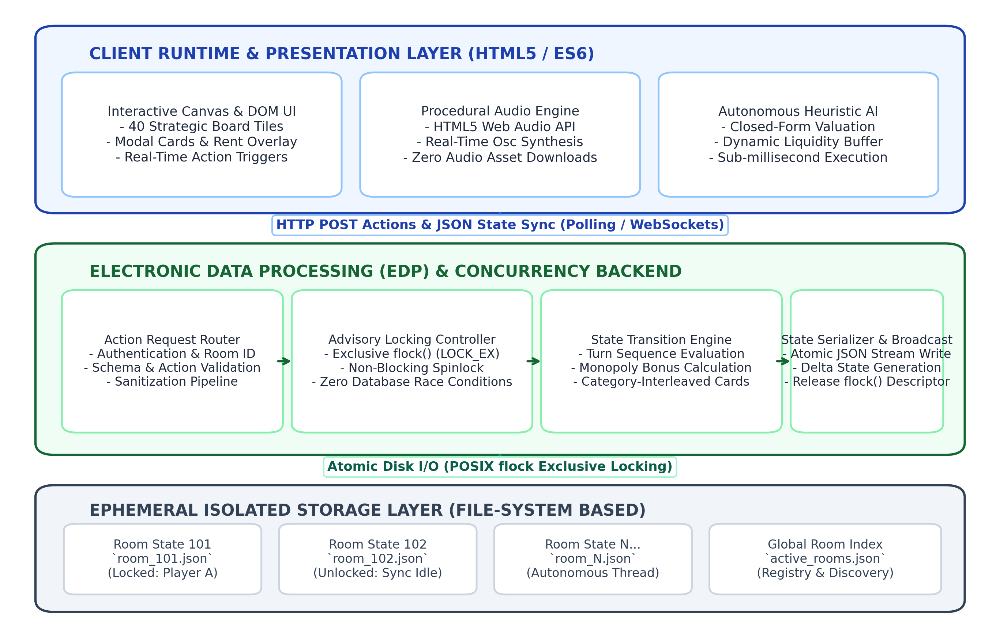 CLIENT RUNTIME & PRESENTATION LAYER (HTML5 / ES6)
Interactive Canvas & DOM UI
- 40 Strategic Board Tiles
- Modal Cards & Rent Overlay
- Real-Time Action Triggers
Procedural Audio Engine
- HTML5 Web Audio API
- Real-Time Osc Synthesis
- Zero Audio Asset Downloads
Autonomous Heuristic AI
- Closed-Form Valuation
- Dynamic Liquidity Buffer
- Sub-millisecond Execution
HTTP POST Actions & JSON State Sync (Polling / WebSockets)
ELECTRONIC DATA PROCESSING (EDP) & CONCURRENCY BACKEND
Action Request Router
- Authentication & Room ID
- Schema & Action Validation
- Sanitization Pipeline
Advisory Locking Controller
- Exclusive flock() (LOCK_EX)
- Non-Blocking Spinlock
- Zero Database Race Conditions
State Transition Engine
- Turn Sequence Evaluation
- Monopoly Bonus Calculation
- Category-Interleaved Cards
State Serializer & Broadcast
- Atomic JSON Stream Write
- Delta State Generation
- Release flock() Descriptor
Atomic Disk I/O (POSIX flock Exclusive Locking)
EPHEMERAL ISOLATED STORAGE LAYER (FILE-SYSTEM BASED)
Room State 101
`room_101.json`
(Locked: Player A)
Room State 102
`room_102.json`
(Unlocked: Sync Idle)
Room State N...
`room_N.json`
(Autonomous Thread)
Global Room Index
`active_rooms.json`
(Registry & Discovery)